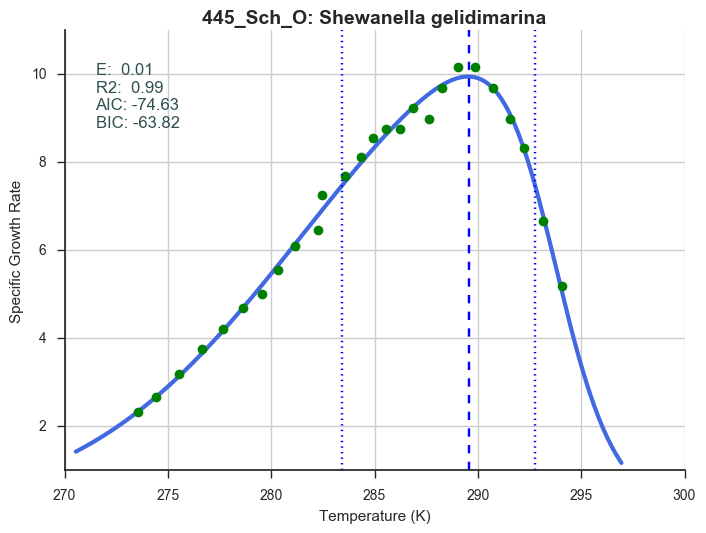 445_Sch_O: Shewanella gelidimarina
E:  0.01
R2:  0.99
AIC: -74.63
BIC: -63.82
Specific Growth Rate
10
8
6
4
2
270 275 280 285 290 295 300
Temperature (K)